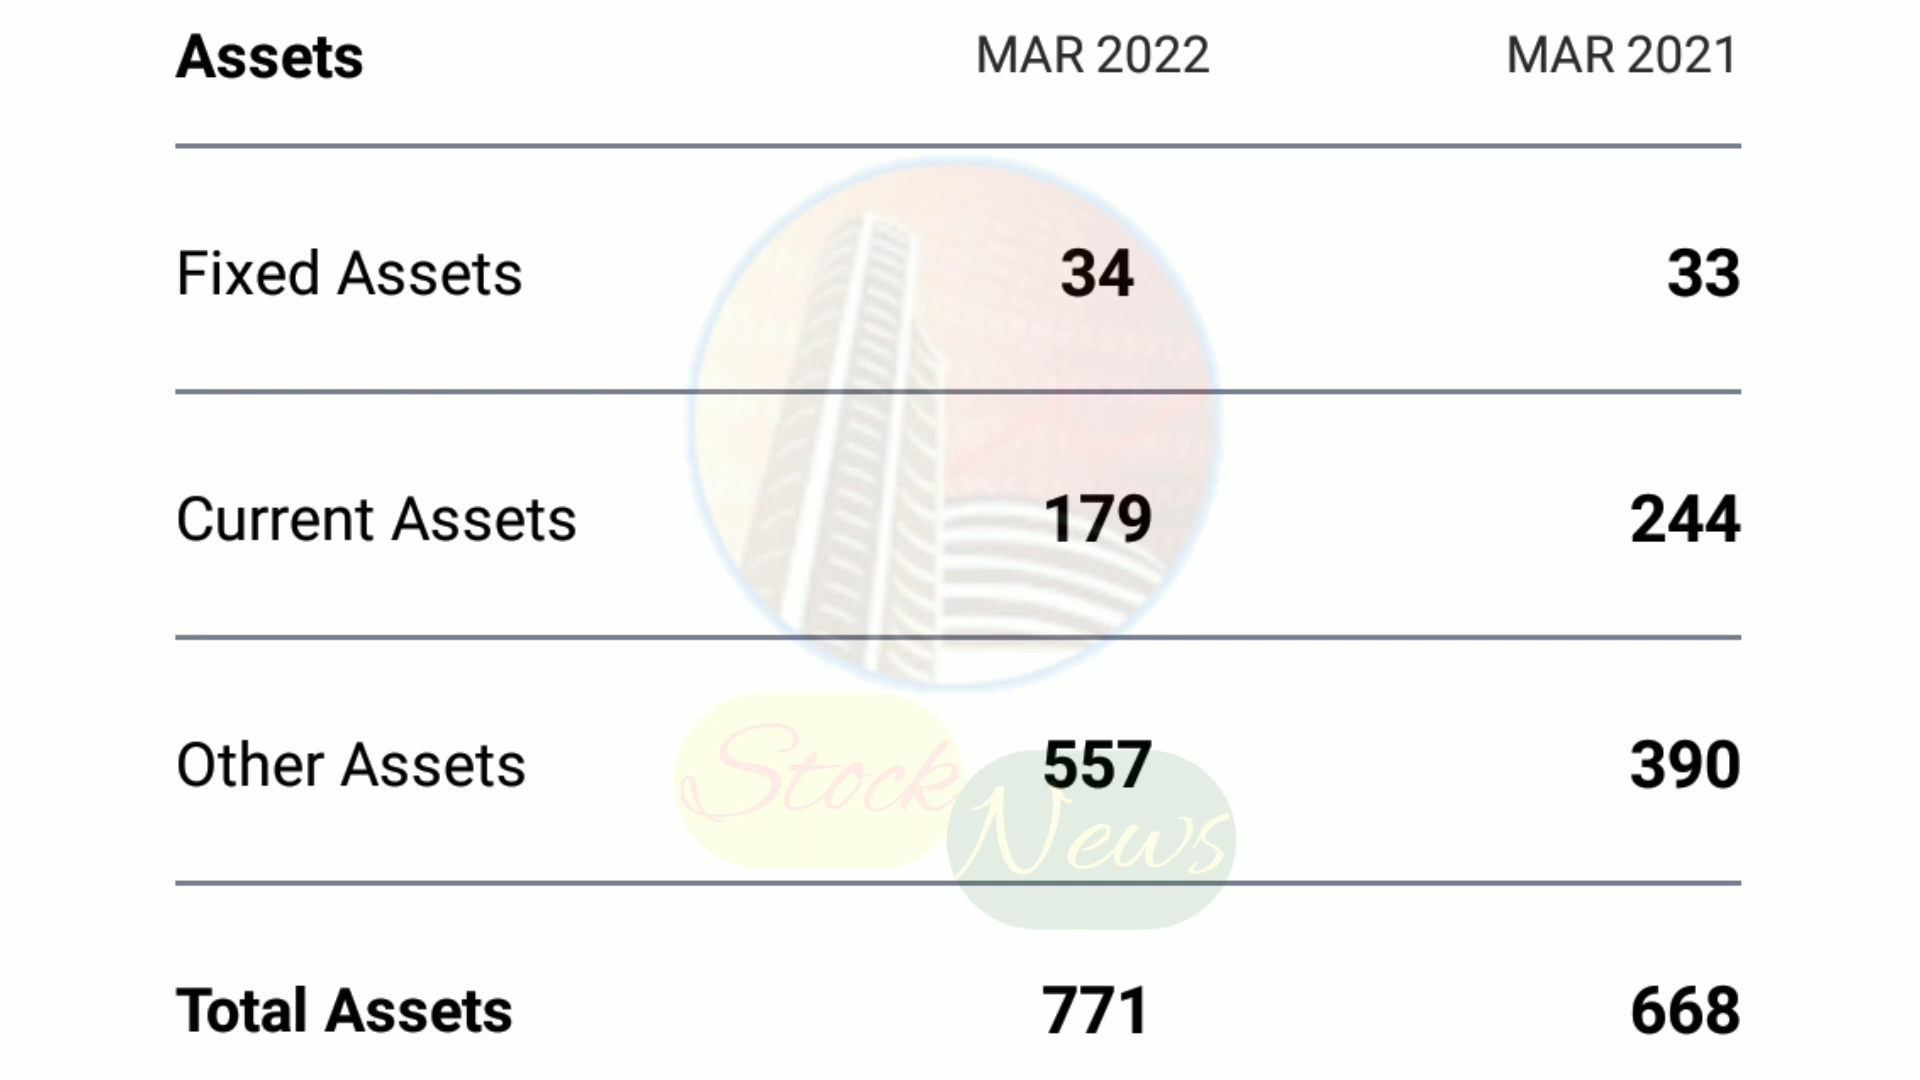 Assets MAR 2022 MAR 2021
Fixed Assets 34 33
Current Assets 179 244
Other Assets 557 390
Stock
News
Total Assets 771 668